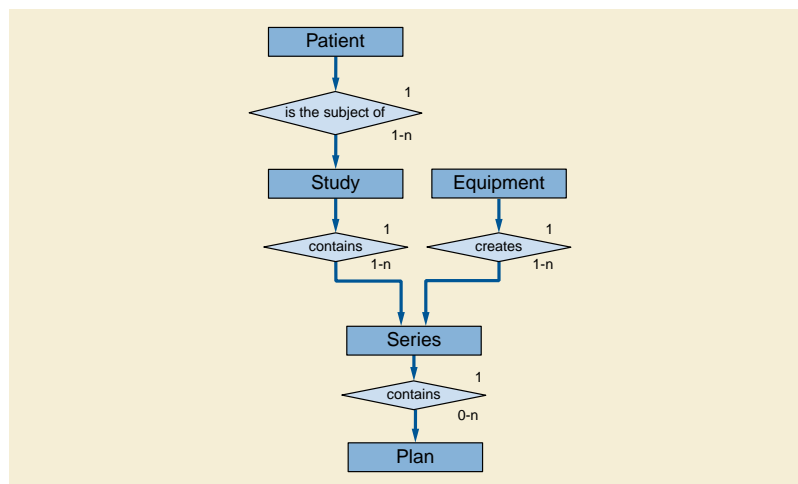 Patient
1
is the subject of
1-n
Study
Equipment
1
contains
1-n
1
creates
1-n
Series
1
contains
0-n
Plan